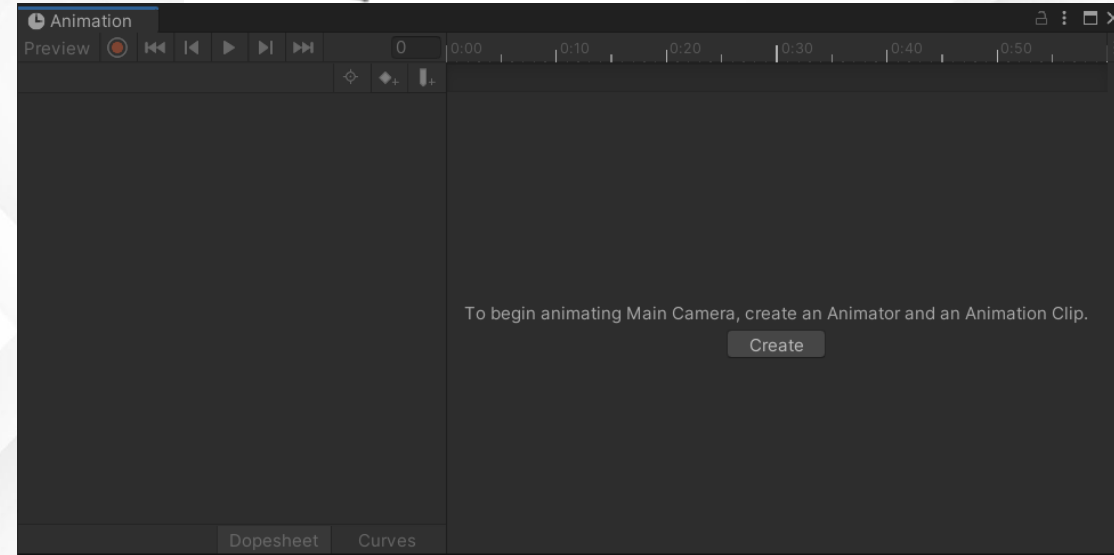 Animation
Preview 0 0:00 0:10 0:20 0:30 0:40 0:50
To begin animating Main Camera, create an Animator and an Animation Clip.
Create
Dopesheet Curves